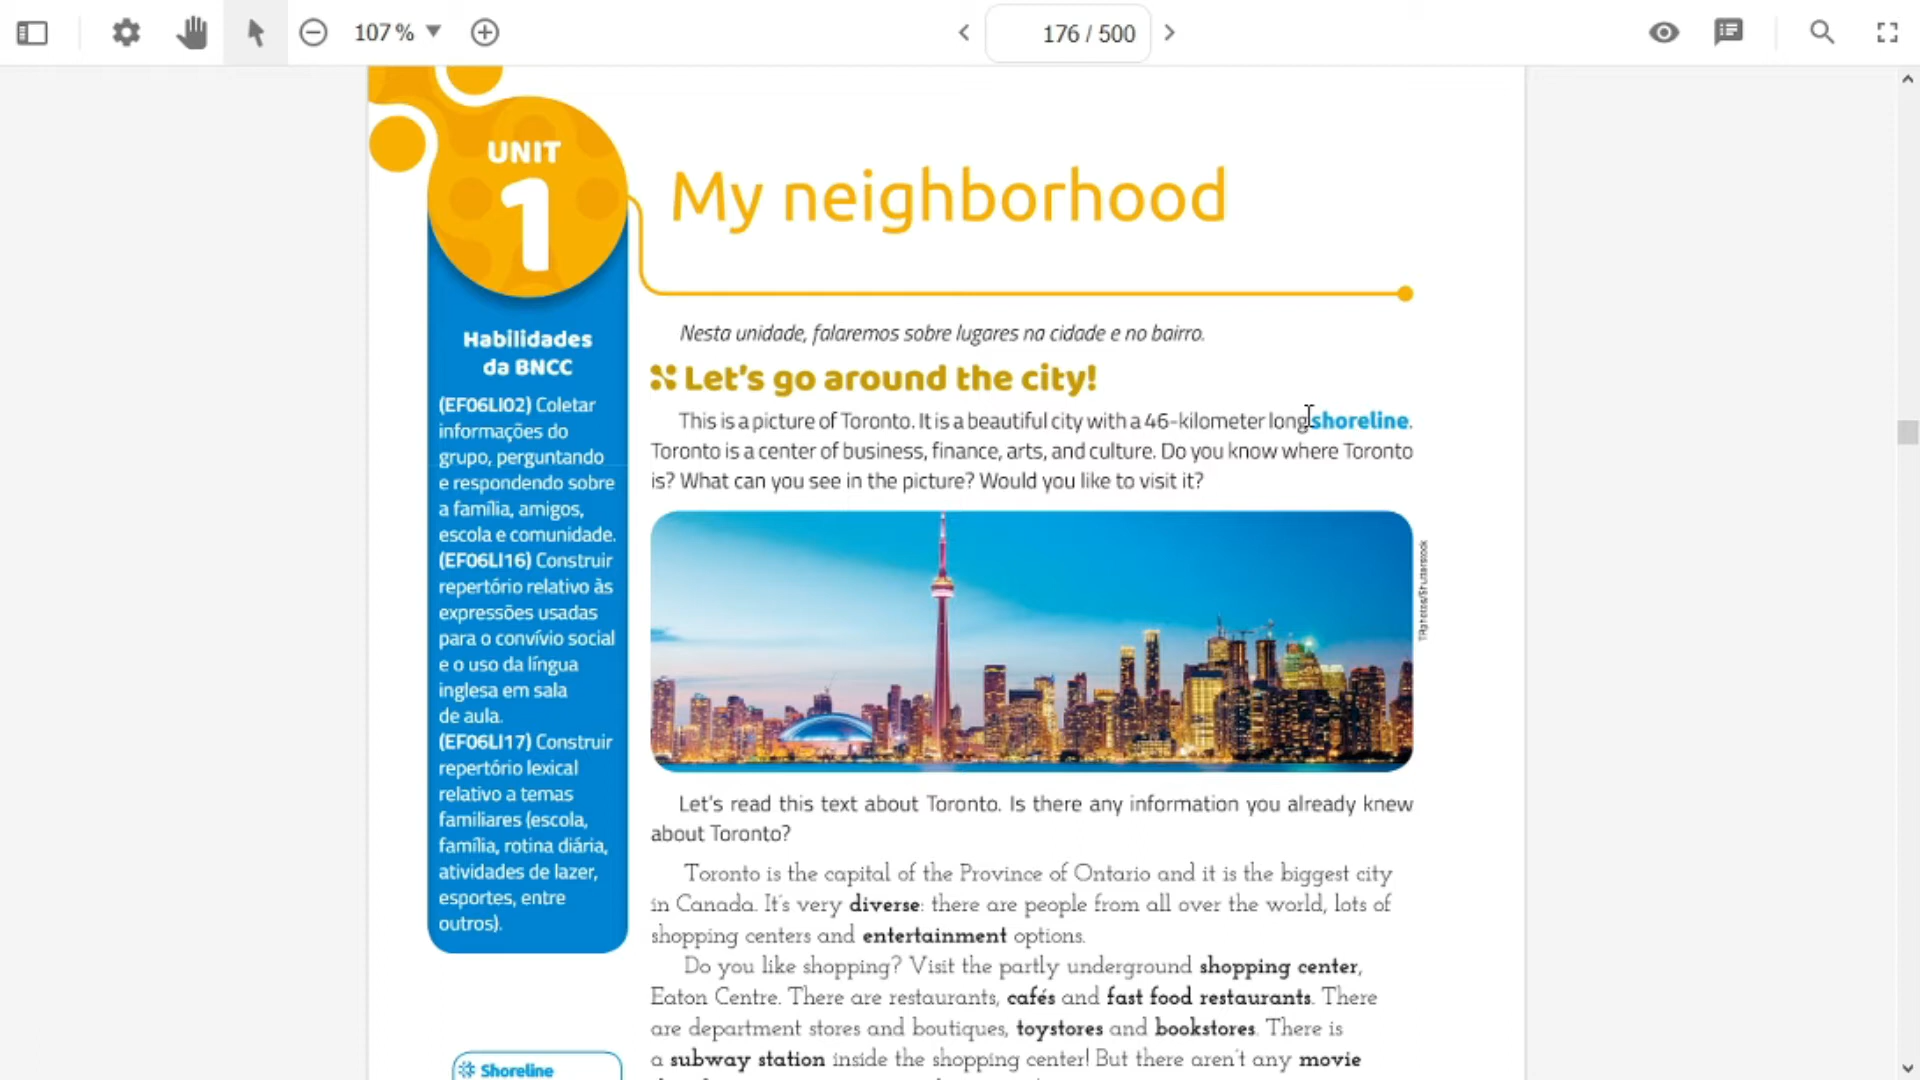 107 %
176 / 500
UNIT
1
My neighborhood
Habilidades
da BNCC
(EF06LI02) Coletar
informações do
grupo, perguntando
e respondendo sobre
a família, amigos,
escola e comunidade.
(EF06LI16) Construir
repertório relativo às
expressões usadas
para o convívio social
e o uso da língua
inglesa em sala
de aula.
(EF06LI17) Construir
repertório lexical
relativo a temas
familiares (escola,
família, rotina diária,
atividades de lazer,
esportes, entre
outros).
Nesta unidade, falaremos sobre lugares na cidade e no bairro.
Let's go around the city!
This is a picture of Toronto. It is a beautiful city with a 46-kilometer long shoreline.
Toronto is a center of business, finance, arts, and culture. Do you know where Toronto
is? What can you see in the picture? Would you like to visit it?
Let's read this text about Toronto. Is there any information you already knew
about Toronto?
Toronto is the capital of the Province of Ontario and it is the biggest city
in Canada. It's very diverse: there are people from all over the world, lots of
shopping centers and entertainment options.
Do you like shopping? Visit the partly underground shopping center,
Eaton Centre. There are restaurants, cafés and fast food restaurants. There
are department stores and boutiques, toystores and bookstores. There is
a subway station inside the shopping center! But there aren't any movie
Shoreline